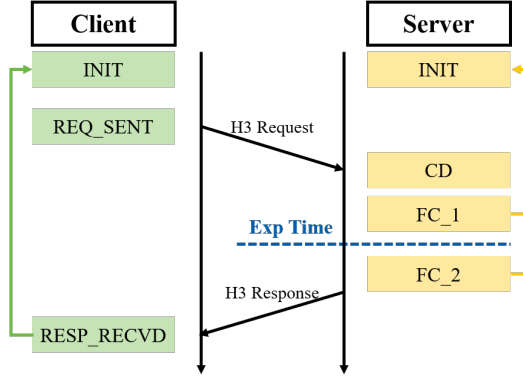 Client
Server
INIT
INIT
REQ_SENT
H3 Request
CD
FC_1
Exp Time
FC_2
H3 Response
RESP_RECVD